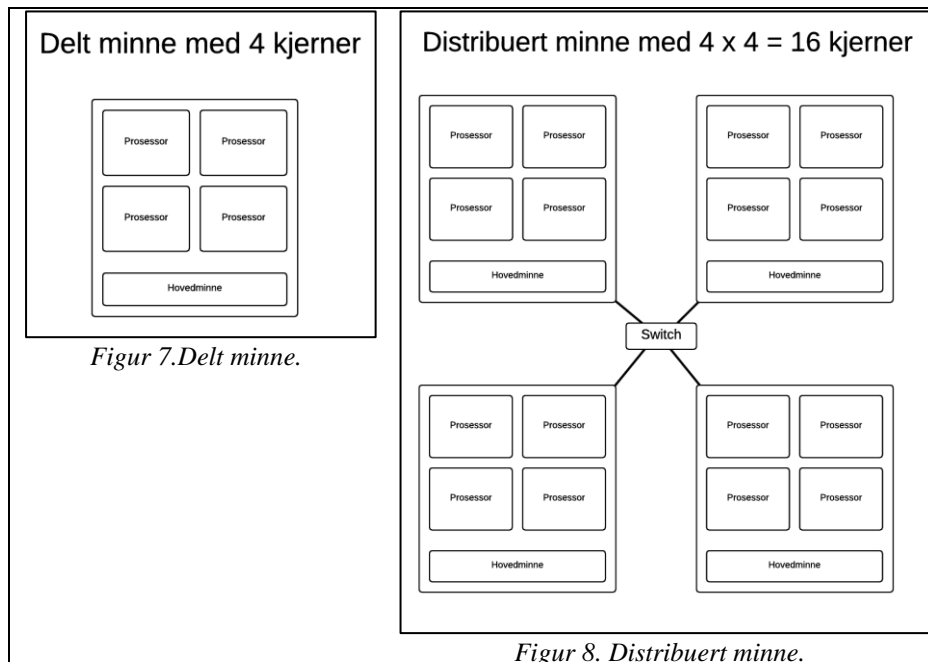 Delt minne med 4 kjerner
Prosessor Prosessor
Prosessor Prosessor
Hovedminne
Figur 7.Delt minne.
Distribuert minne med 4 x 4 = 16 kjerner
Prosessor Prosessor Prosessor Prosessor
Prosessor Prosessor Prosessor Prosessor
Hovedminne Hovedminne
Switch
Prosessor Prosessor Prosessor Prosessor
Prosessor Prosessor Prosessor Prosessor
Hovedminne Hovedminne
Figur 8. Distribuert minne.